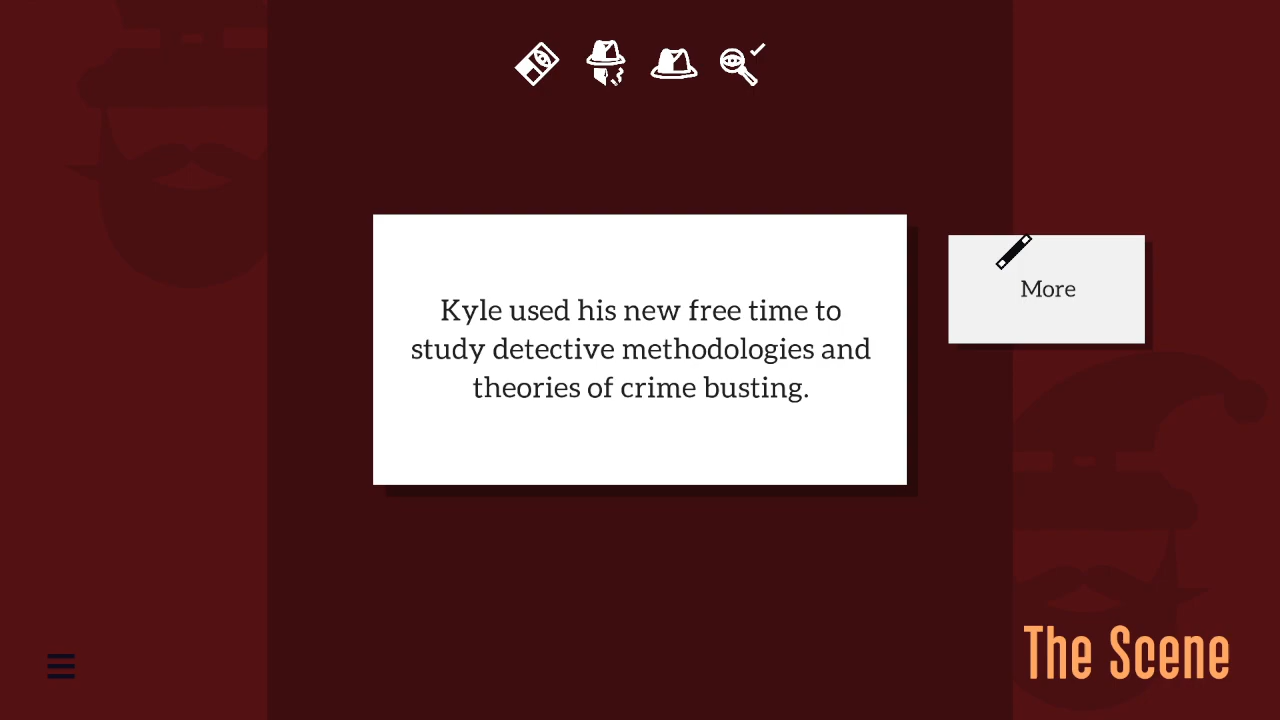 Kyle used his new free time to
study detective methodologies and
theories of crime busting.
More
The Scene